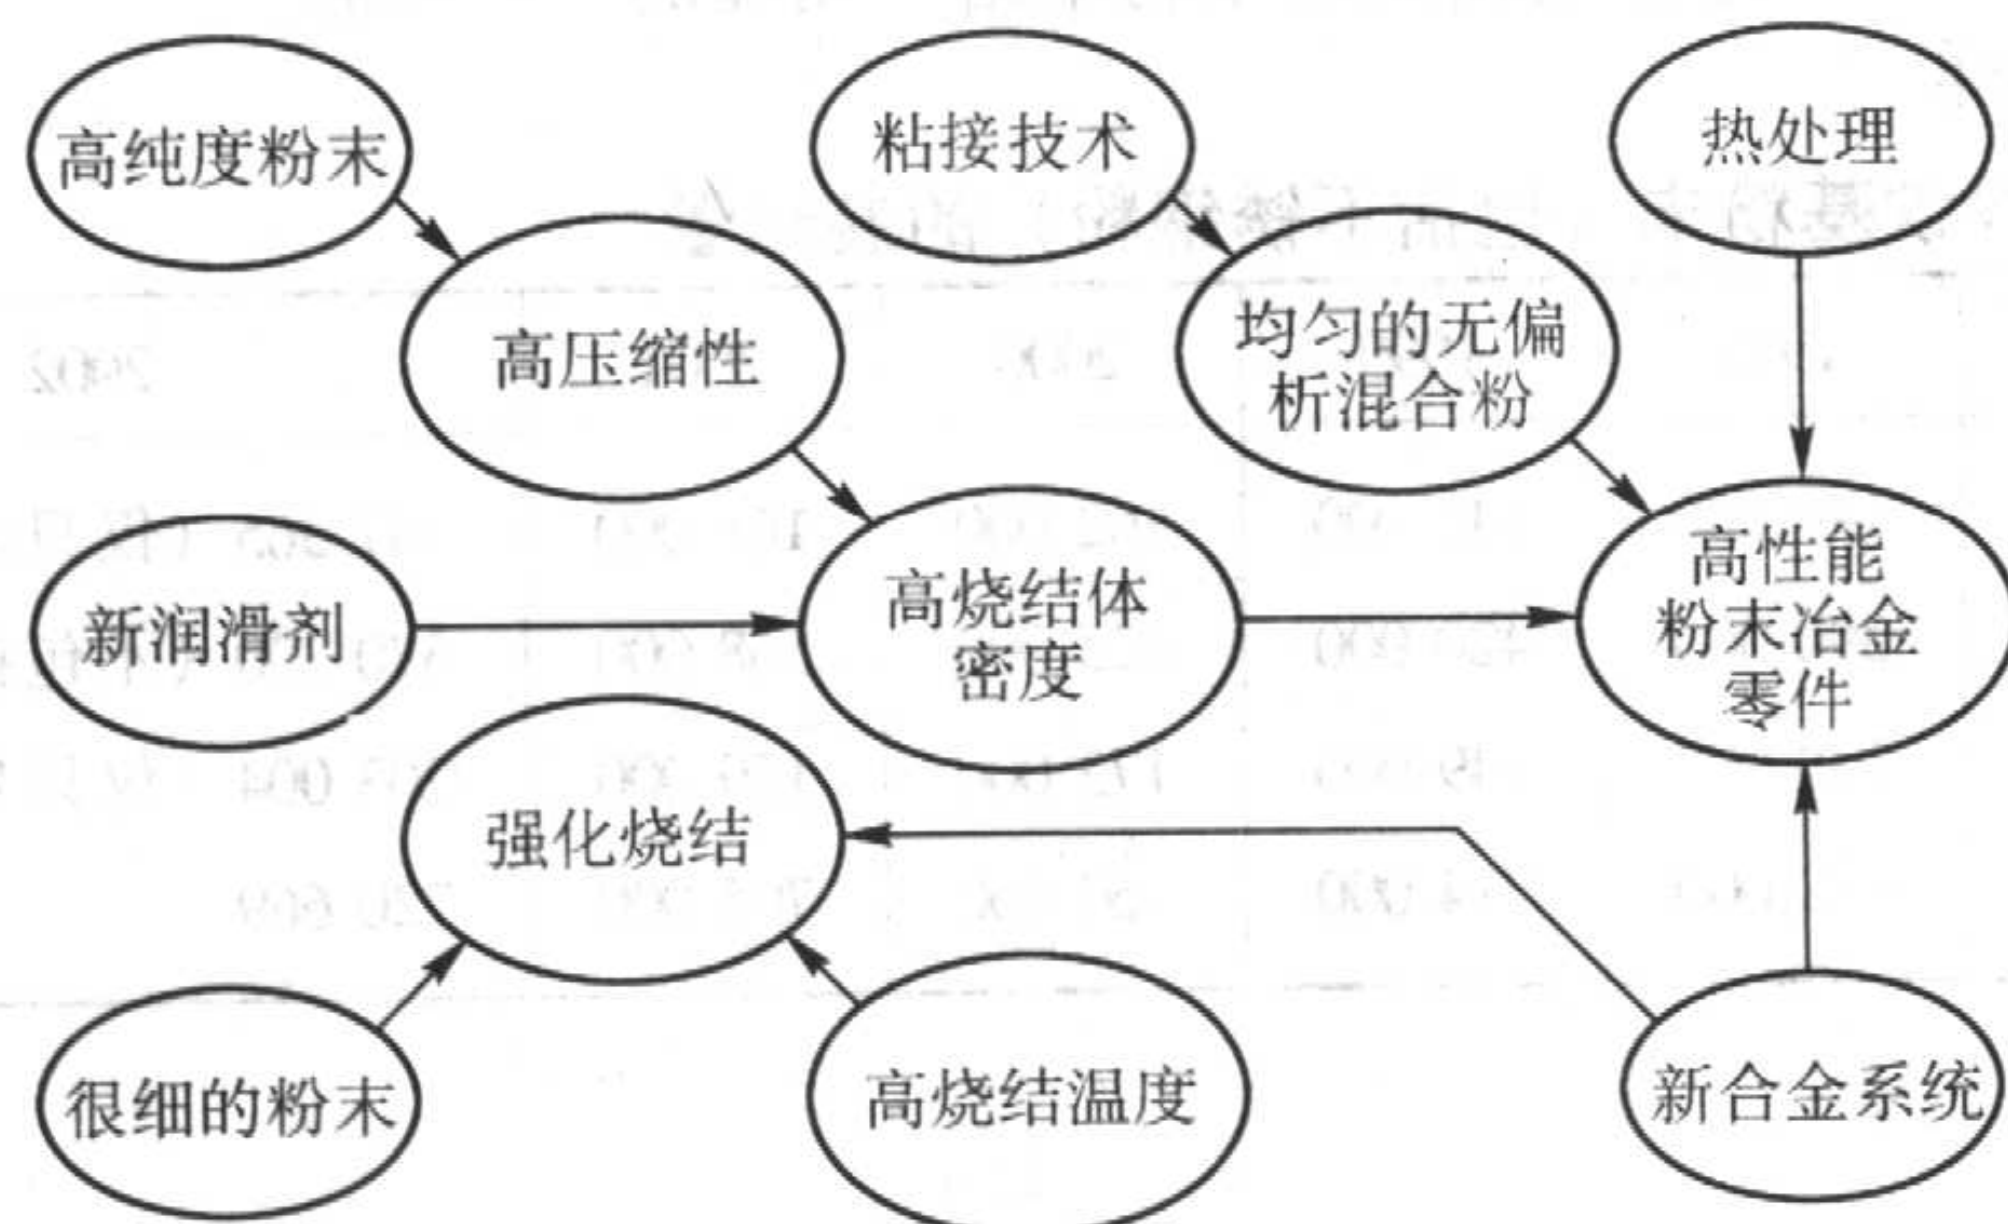 高纯度粉末
粘接技术
热处理
高压缩性
均匀的无偏
析混合粉
新润滑剂
高烧结体
密度
高性能
粉末冶金
零件
强化烧结
很细的粉末
高烧结温度
新合金系统